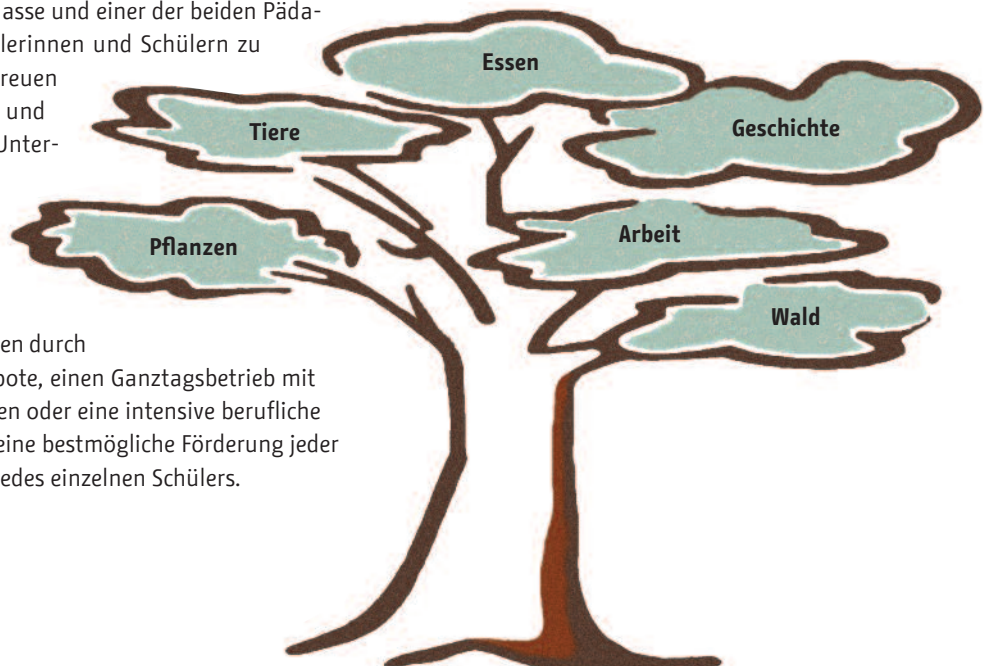 asse und einer der beiden Päda-
lerinnen und Schülern zu
reuen
und
Unter-
Essen
Tiere
Geschichte
Pflanzen
Arbeit
Wald
en durch
bote, einen Ganztagsbetrieb mit
en oder eine intensive berufliche
eine bestmögliche Förderung jeder
edes einzelnen Schülers.